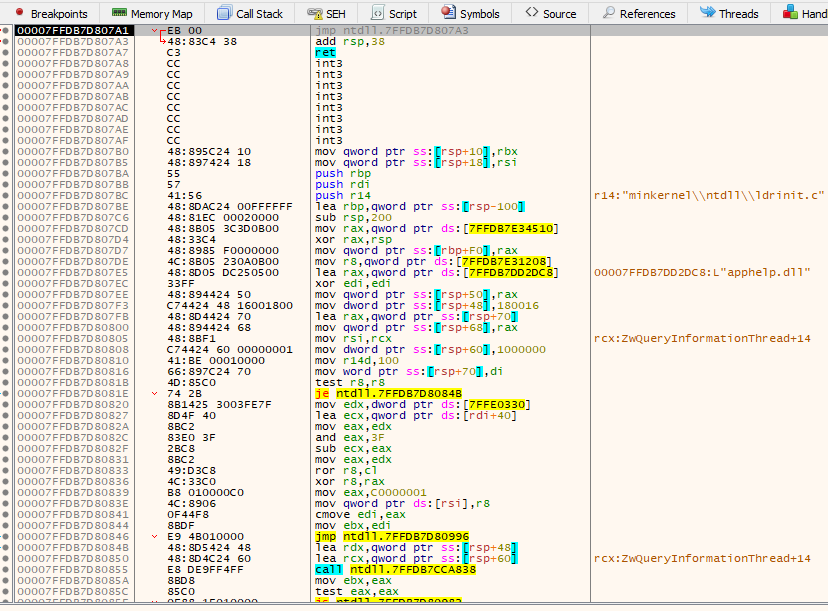 Breakpoints Memory Map Call Stack SEH Script Symbols Source References Threads Hand
00007FFDB7D807A1 EB 00 jmp ntdll.7FFDB7D807A3
00007FFDB7D807A3 48:83C4 38 add rsp,38
00007FFDB7D807A7 C3 ret
00007FFDB7D807A8 CC int3
00007FFDB7D807A9 CC int3
00007FFDB7D807AA CC int3
00007FFDB7D807AB CC int3
00007FFDB7D807AC CC int3
00007FFDB7D807AD CC int3
00007FFDB7D807AE CC int3
00007FFDB7D807AF CC int3
00007FFDB7D807B0 48:895C24 10 mov qword ptr ss:[rsp+10],rbx
00007FFDB7D807B5 48:897424 18 mov qword ptr ss:[rsp+18],rsi
00007FFDB7D807BA 55 push rbp
00007FFDB7D807BB 57 push rdi
00007FFDB7D807BC 41:56 push r14 r14:"minkernel\\ntdll\\ldrinit.c"
00007FFDB7D807BE 48:8DAC24 00FFFFFF lea rbp,qword ptr ss:[rsp-100]
00007FFDB7D807C6 48:81EC 00020000 sub rsp,200
00007FFDB7D807CD 48:8B05 3C3D0B00 mov rax,qword ptr ds:[7FFDB7E34510]
00007FFDB7D807D4 48:33C4 xor rax,rsp
00007FFDB7D807D7 48:8985 F0000000 mov qword ptr ss:[rbp+F0],rax
00007FFDB7D807DE 4C:8B05 230A0B00 mov r8,qword ptr ds:[7FFDB7E31208]
00007FFDB7D807E5 48:8D05 DC250500 lea rax,qword ptr ds:[7FFDB7DD2DC8] 00007FFDB7DD2DC8:L"apphelp.dll"
00007FFDB7D807EC 33FF xor edi,edi
00007FFDB7D807EE 48:894424 50 mov qword ptr ss:[rsp+50],rax
00007FFDB7D807F3 C74424 48 16001800 mov dword ptr ss:[rsp+48],180016
00007FFDB7D807FB 48:8D4424 70 lea rax,qword ptr ss:[rsp+70]
00007FFDB7D80800 48:894424 68 mov qword ptr ss:[rsp+68],rax
00007FFDB7D80805 48:8BF1 mov rsi,rcx rcx:ZwQueryInformationThread+14
00007FFDB7D80808 C74424 60 00000001 mov dword ptr ss:[rsp+60],1000000
00007FFDB7D80810 41:BE 00010000 mov r14d,100
00007FFDB7D80816 66:897C24 70 mov word ptr ss:[rsp+70],di
00007FFDB7D8081B 4D:85C0 test r8,r8
00007FFDB7D8081E 74 2B je ntdll.7FFDB7D8084B
00007FFDB7D80820 8B1425 3003FE7F mov edx,dword ptr ds:[7FFE0330]
00007FFDB7D80827 8D4F 40 lea ecx,qword ptr ds:[rdi+40]
00007FFDB7D8082A 8BC2 mov eax,edx
00007FFDB7D8082C 83E0 3F and eax,3F
00007FFDB7D8082F 2BC8 sub ecx,eax
00007FFDB7D80831 8BC2 mov eax,edx
00007FFDB7D80833 49:D3C8 ror r8,cl
00007FFDB7D80836 4C:33C0 xor r8,rax
00007FFDB7D80839 B8 010000C0 mov eax,C0000001
00007FFDB7D8083E 4C:8906 mov qword ptr ds:[rsi],r8
00007FFDB7D80841 0F44F8 cmove edi,eax
00007FFDB7D80844 8BDF mov ebx,edi
00007FFDB7D80846 E9 4B010000 jmp ntdll.7FFDB7D80996
00007FFDB7D8084B 48:8D5424 48 lea rdx,qword ptr ss:[rsp+48]
00007FFDB7D80850 48:8D4C24 60 lea rcx,qword ptr ss:[rsp+60] rcx:ZwQueryInformationThread+14
00007FFDB7D80855 E8 DE9FF4FF call ntdll.7FFDB7CCA838
00007FFDB7D8085A 8BD8 mov ebx,eax
00007FFDB7D8085C 85C0 test eax,eax